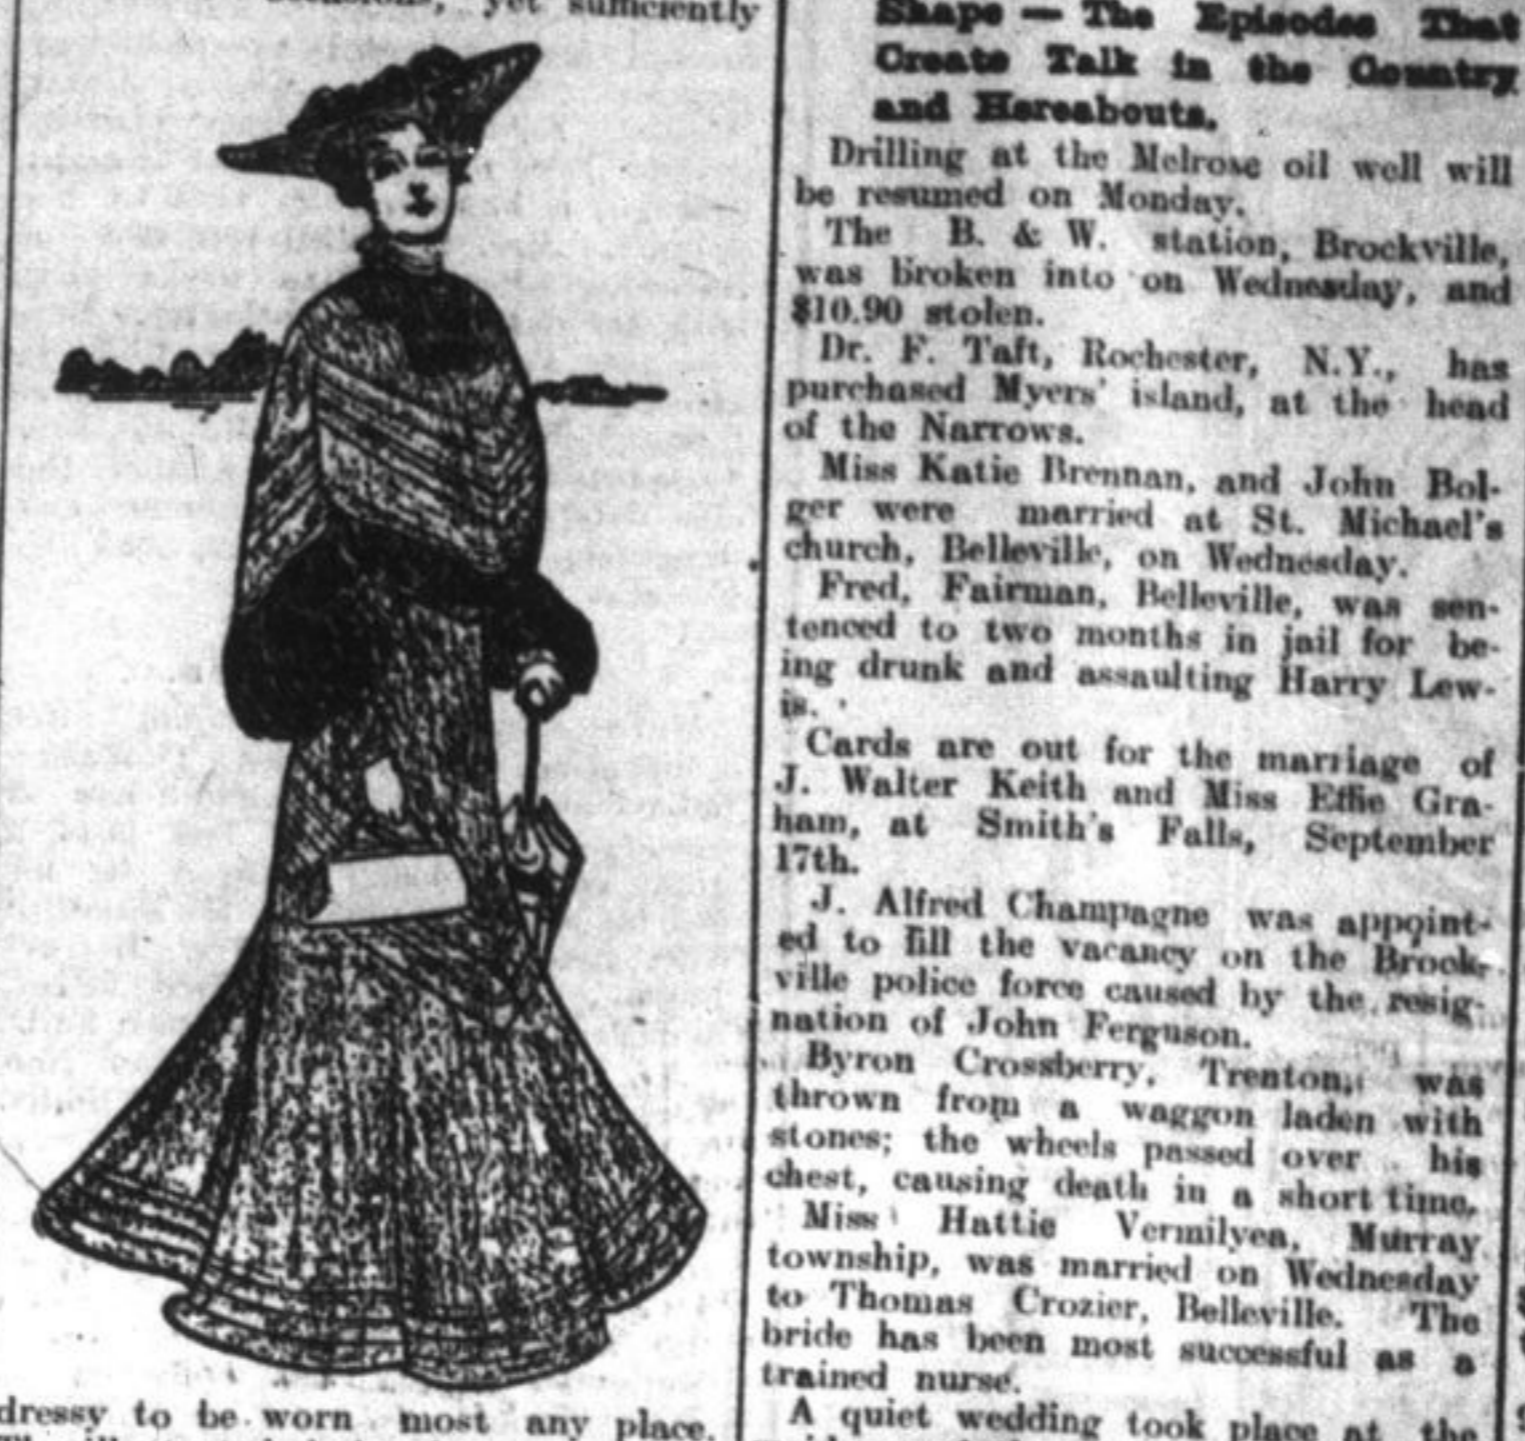 yet sufficiently
dressy to be worn most any place.
Shape — The Episodes That
Create Talk in the Country
and Hereabouts.
Drilling at the Melrose oil well will
be resumed on Monday.
The B. & W. station, Brockville,
was broken into on Wednesday, and
$10.90 stolen.
Dr. F. Taft, Rochester, N.Y., has
purchased Myers' island, at the head
of the Narrows.
Miss Katie Brennan, and John Bol-
ger were married at St. Michael's
church, Belleville, on Wednesday.
Fred. Fairman, Belleville, was sen-
tenced to two months in jail for be-
ing drunk and assaulting Harry Lew-
is.
Cards are out for the marriage of
J. Walter Keith and Miss Effie Gra-
ham, at Smith's Falls, September
17th.
J. Alfred Champagne was appoint-
ed to fill the vacancy on the Brock-
ville police force caused by the resig-
nation of John Ferguson.
Byron Crossberry, Trenton, was
thrown from a waggon laden with
stones; the wheels passed over his
chest, causing death in a short time.
Miss Hattie Vermilyea, Murray
township, was married on Wednesday
to Thomas Crozier, Belleville. The
bride has been most successful as a
trained nurse.
A quiet wedding took place at the